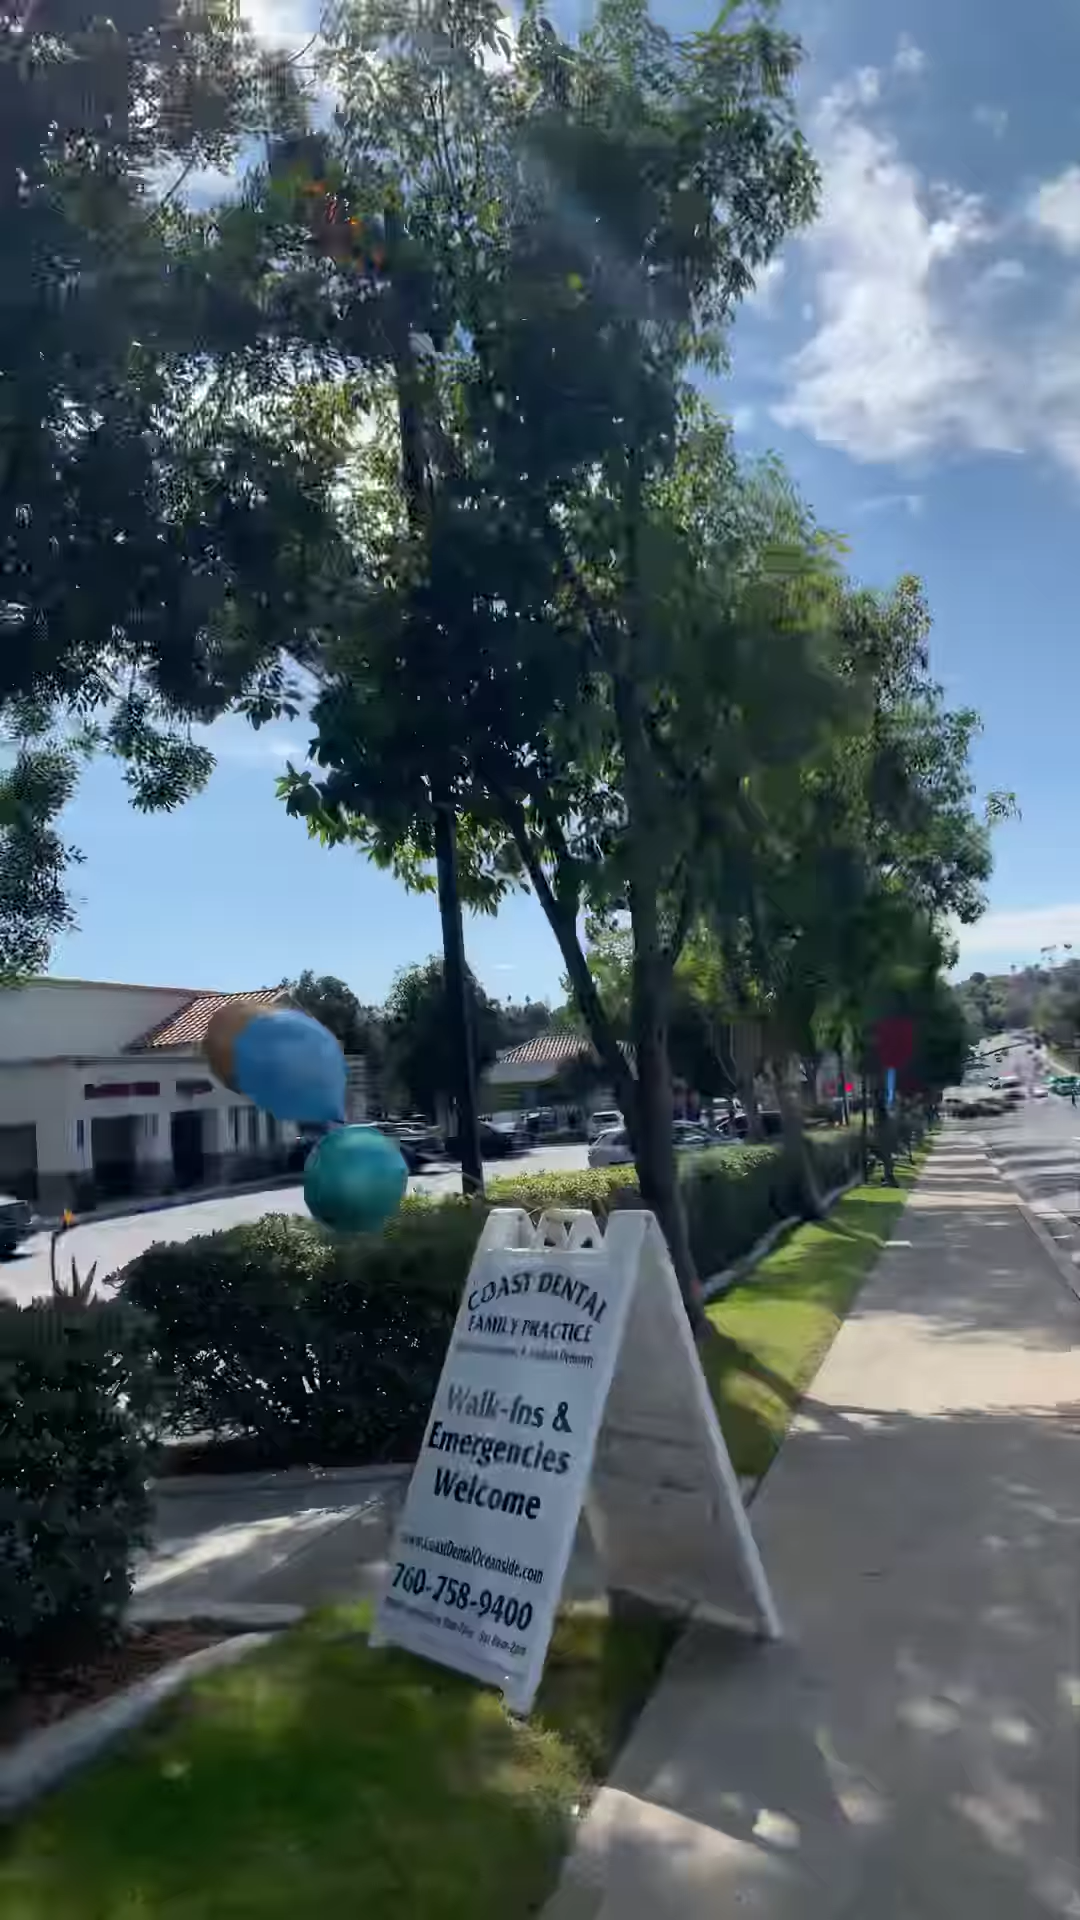 COAST DENTAL
FAMILY PRACTICE
Walk-Ins &
Emergencies
Welcome
www.CoastDentalOceanside.com
760-758-9400